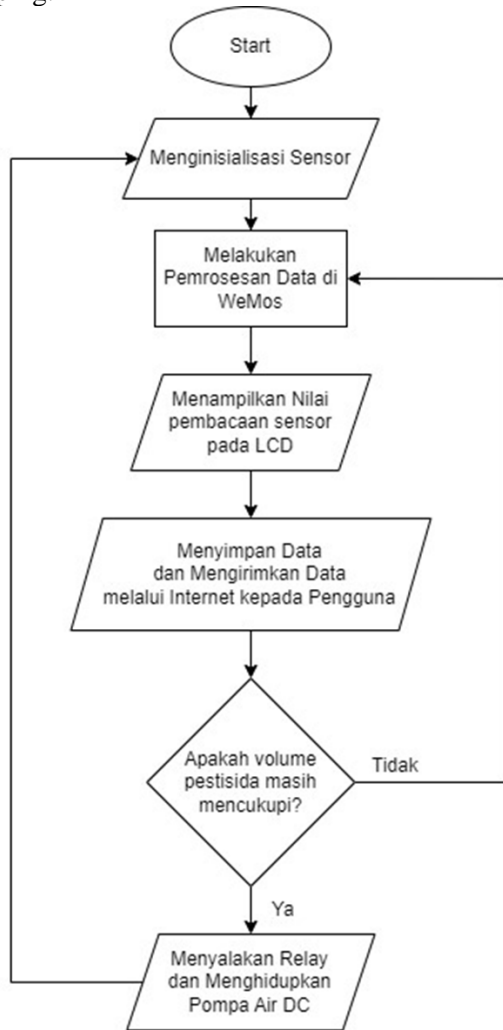 Start
Menginisialisasi Sensor
Melakukan
Pemrosesan Data di
WeMos
Menampilkan Nilai
pembacaan sensor
pada LCD
Menyimpan Data
dan Mengirimkan Data
melalui Internet kepada Pengguna
Apakah volume
pestisida masih
mencukupi?
Tidak
Ya
Menyalakan Relay
dan Menghidupkan
Pompa Air DC